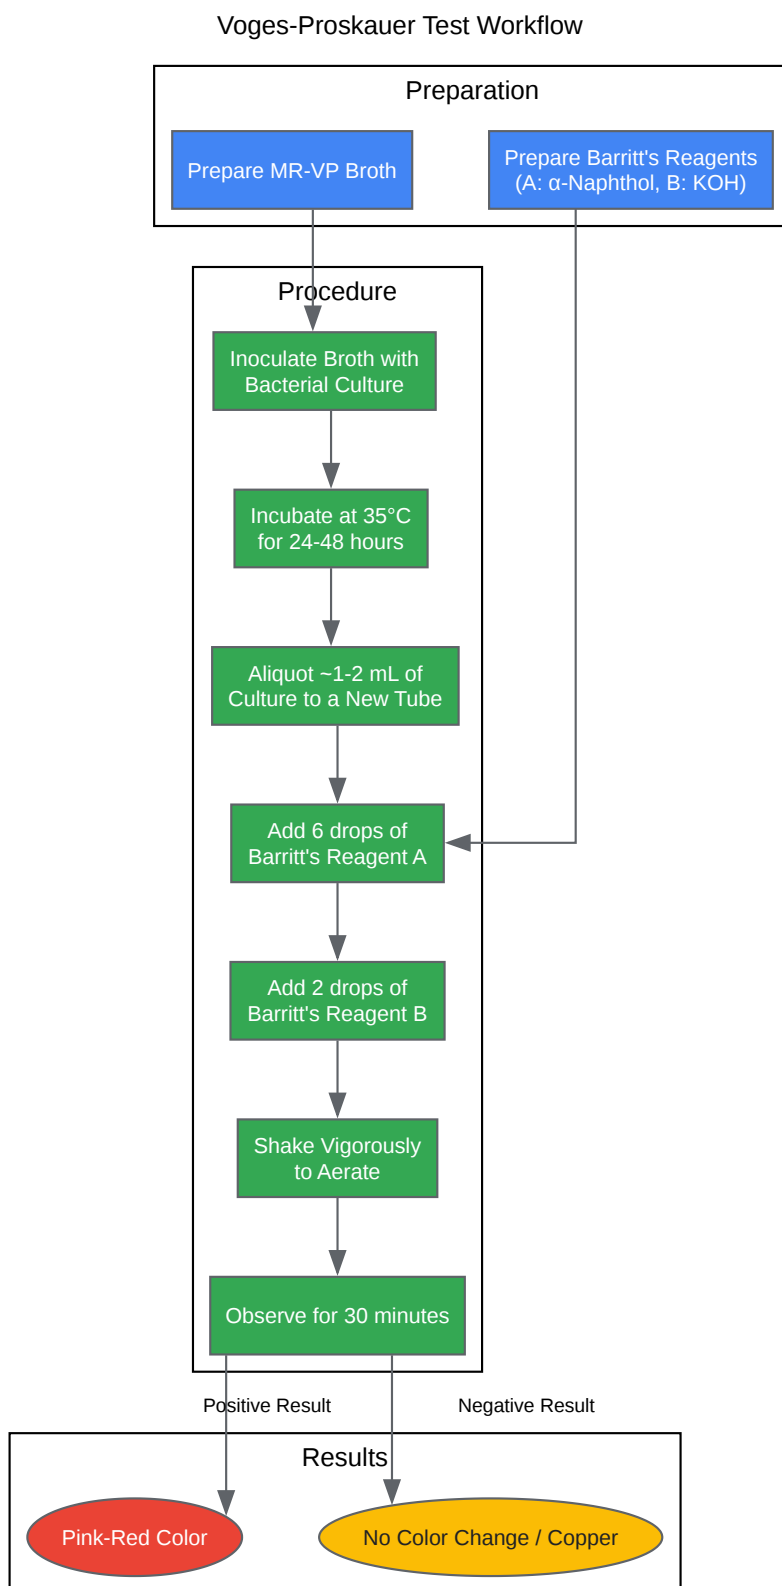 Voges-Proskauer Test Workflow
Preparation
Prepare MR-VP Broth
Prepare Barritt's Reagents
(A: α-Naphthol, B: KOH)
Procedure
Inoculate Broth with
Bacterial Culture
Incubate at 35°C
for 24-48 hours
Aliquot ~1-2 mL of
Culture to a New Tube
Add 6 drops of
Barritt's Reagent A
Add 2 drops of
Barritt's Reagent B
Shake Vigorously
to Aerate
Observe for 30 minutes
Positive Result
Negative Result
Results
Pink-Red Color
No Color Change / Copper